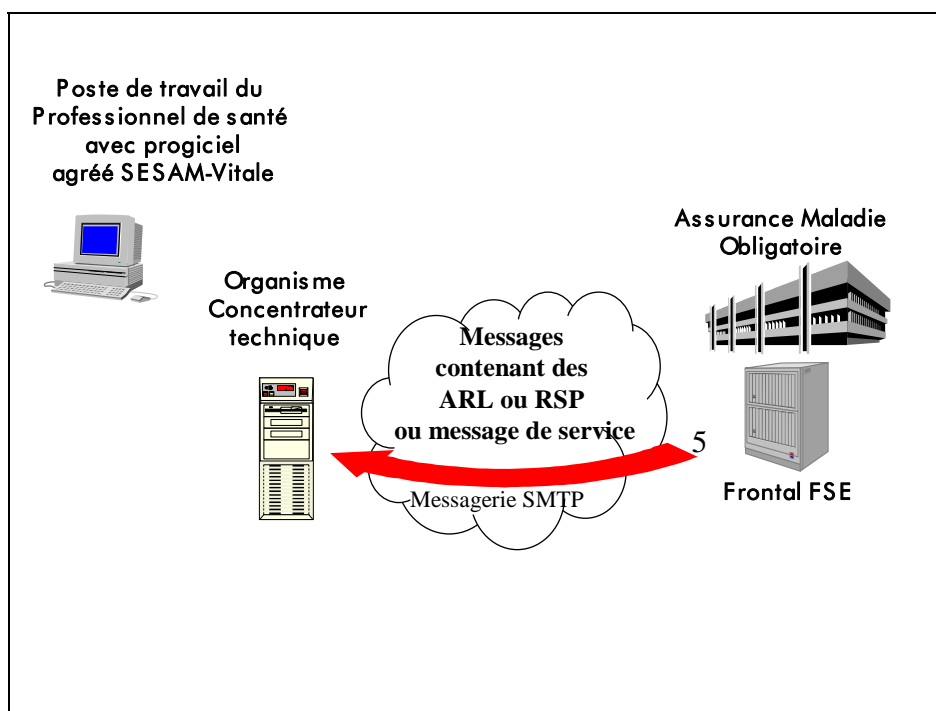 Poste de travail du
Professionnel de santé
avec progiciel
agréé SESAM-Vitale
Assurance Maladie
Obligatoire
Organisme
Concentrateur
technique
Messages
contenant des
ARL ou RSP
ou message de service
5
Messagerie SMTP
Frontal FSE